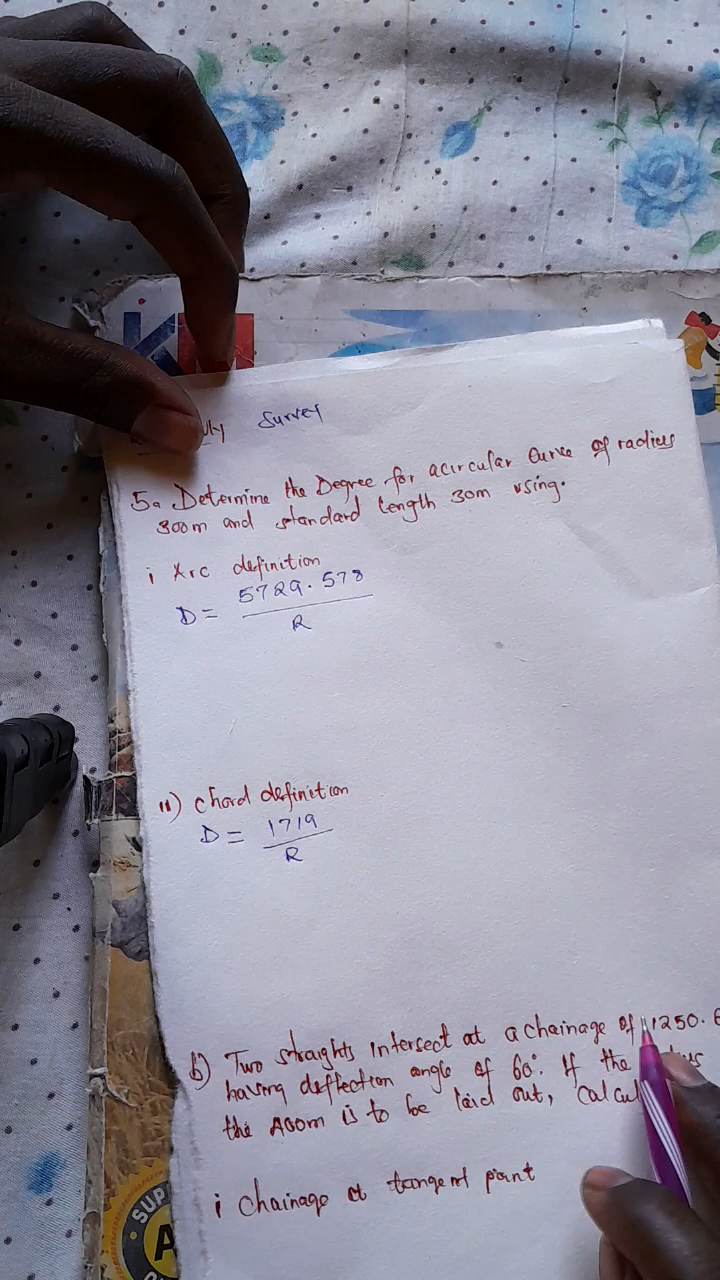 Survey
5a Determine the Degree for a circular curve of radius
300m and standard length 30m using.
i Arc definition
D = 5729.578
R
ii) chord definition
D = 1719
R
b) Two straights intersect at a chainage of 1250.
having deflection angle of 60°. If the
the 400m is to be laid out,
i chainage at tangent point
SUP
A